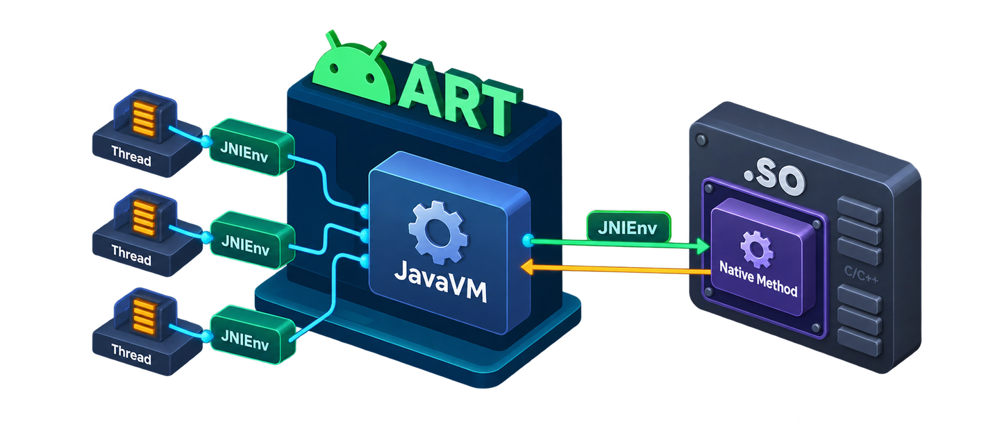 ART
Thread
JNIEnv
Thread
JNIEnv
Thread
JNIEnv
JavaVM
JNIEnv
.so
Native Method
C/C++